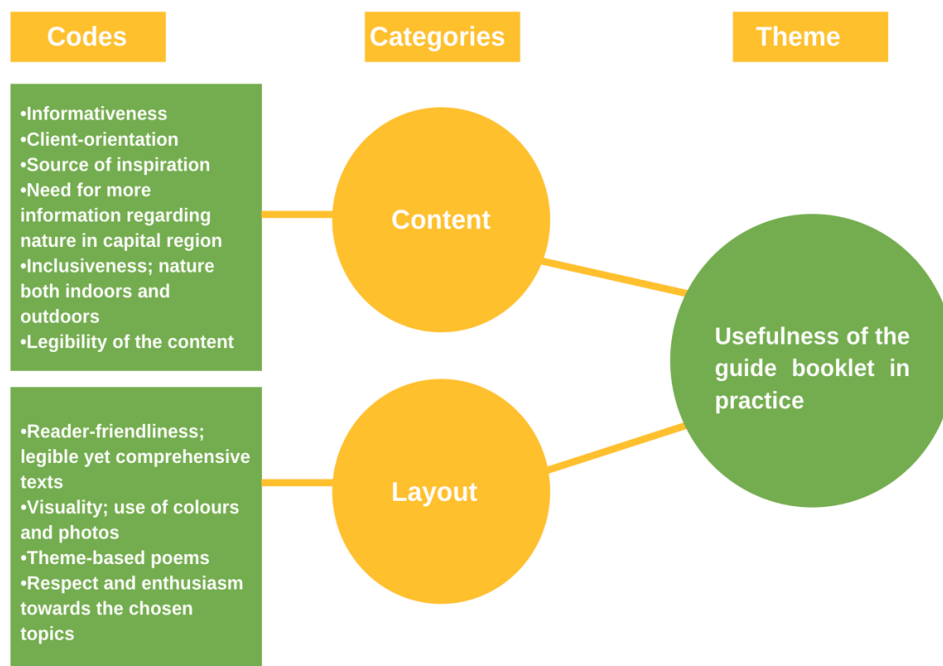 Codes
Categories
Theme
•Informativeness
•Client-orientation
•Source of inspiration
•Need for more
information regarding
nature in capital region
•Inclusiveness; nature
both indoors and
outdoors
•Legibility of the content
Content
Usefulness of the
guide booklet in
practice
•Reader-friendliness;
legible yet comprehensive
texts
•Visuality; use of colours
and photos
•Theme-based poems
•Respect and enthusiasm
towards the chosen
topics
Layout